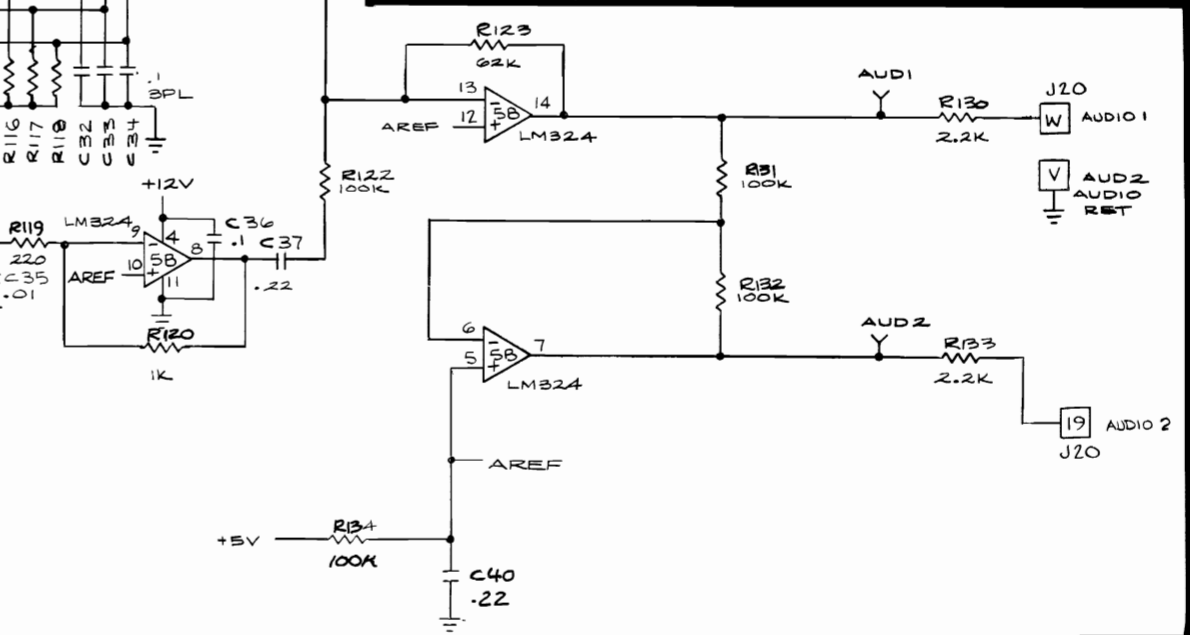 R123
62K
13
14
12
5B
AREF
LM324
AUD1
R130
2.2K
J20
W
AUDIO 1
V
AUD2
AUDIO
RET
.1
3PL
R116
R117
R118
C32
C33
C34
+12V
R122
100K
R131
100K
LM324
R119
220
C35
.01
9
4
8
10
5B
11
AREF
C36
.1
C37
.22
R120
1K
R132
100K
6
7
5
5B
LM324
AUD2
R133
2.2K
19
AUDIO 2
J20
AREF
+5V
R134
100K
C40
.22